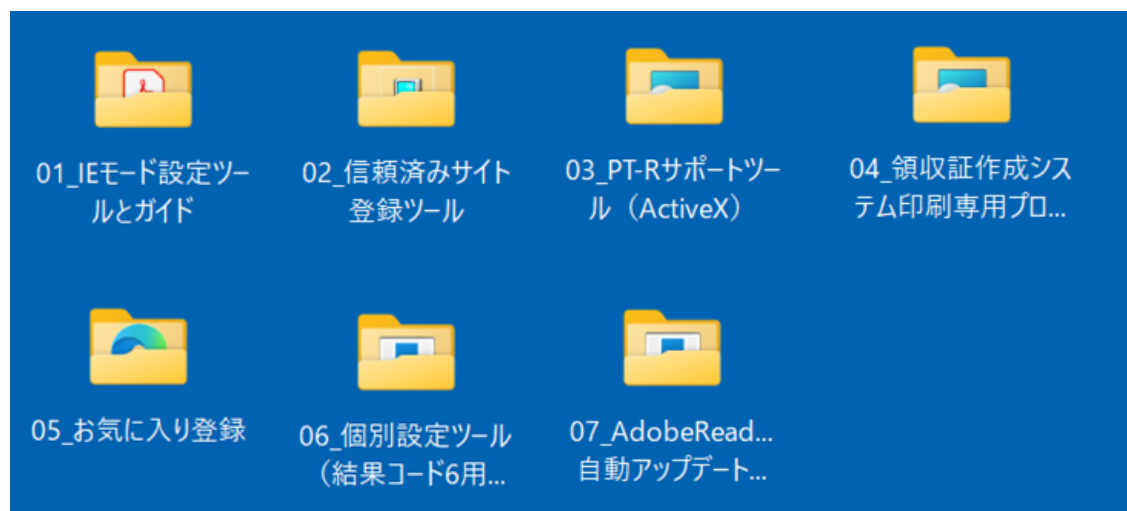 01_IEモード設定ツー
ルとガイド
02_信頼済みサイト
登録ツール
03_PT-Rサポートツー
ル（ActiveX）
04_領収証作成シス
テム印刷専用プロ...
05_お気に入り登録
06_個別設定ツール
（結果コード6用...
07_AdobeRead...
自動アップデート...